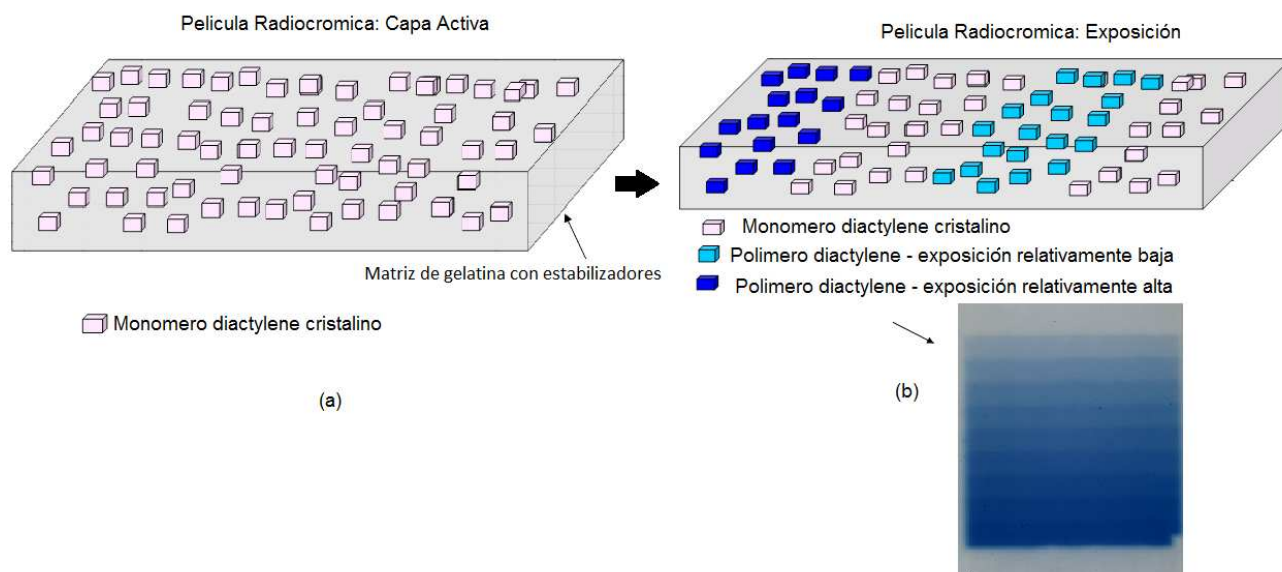 Pelicula Radiocromica: Capa Activa
Matriz de gelatina con estabilizadores
Monomero diactylene cristalino
(a)
Pelicula Radiocromica: Exposición
Monomero diactylene cristalino
Polimero diactylene - exposición relativamente baja
Polimero diactylene - exposición relativamente alta
(b)